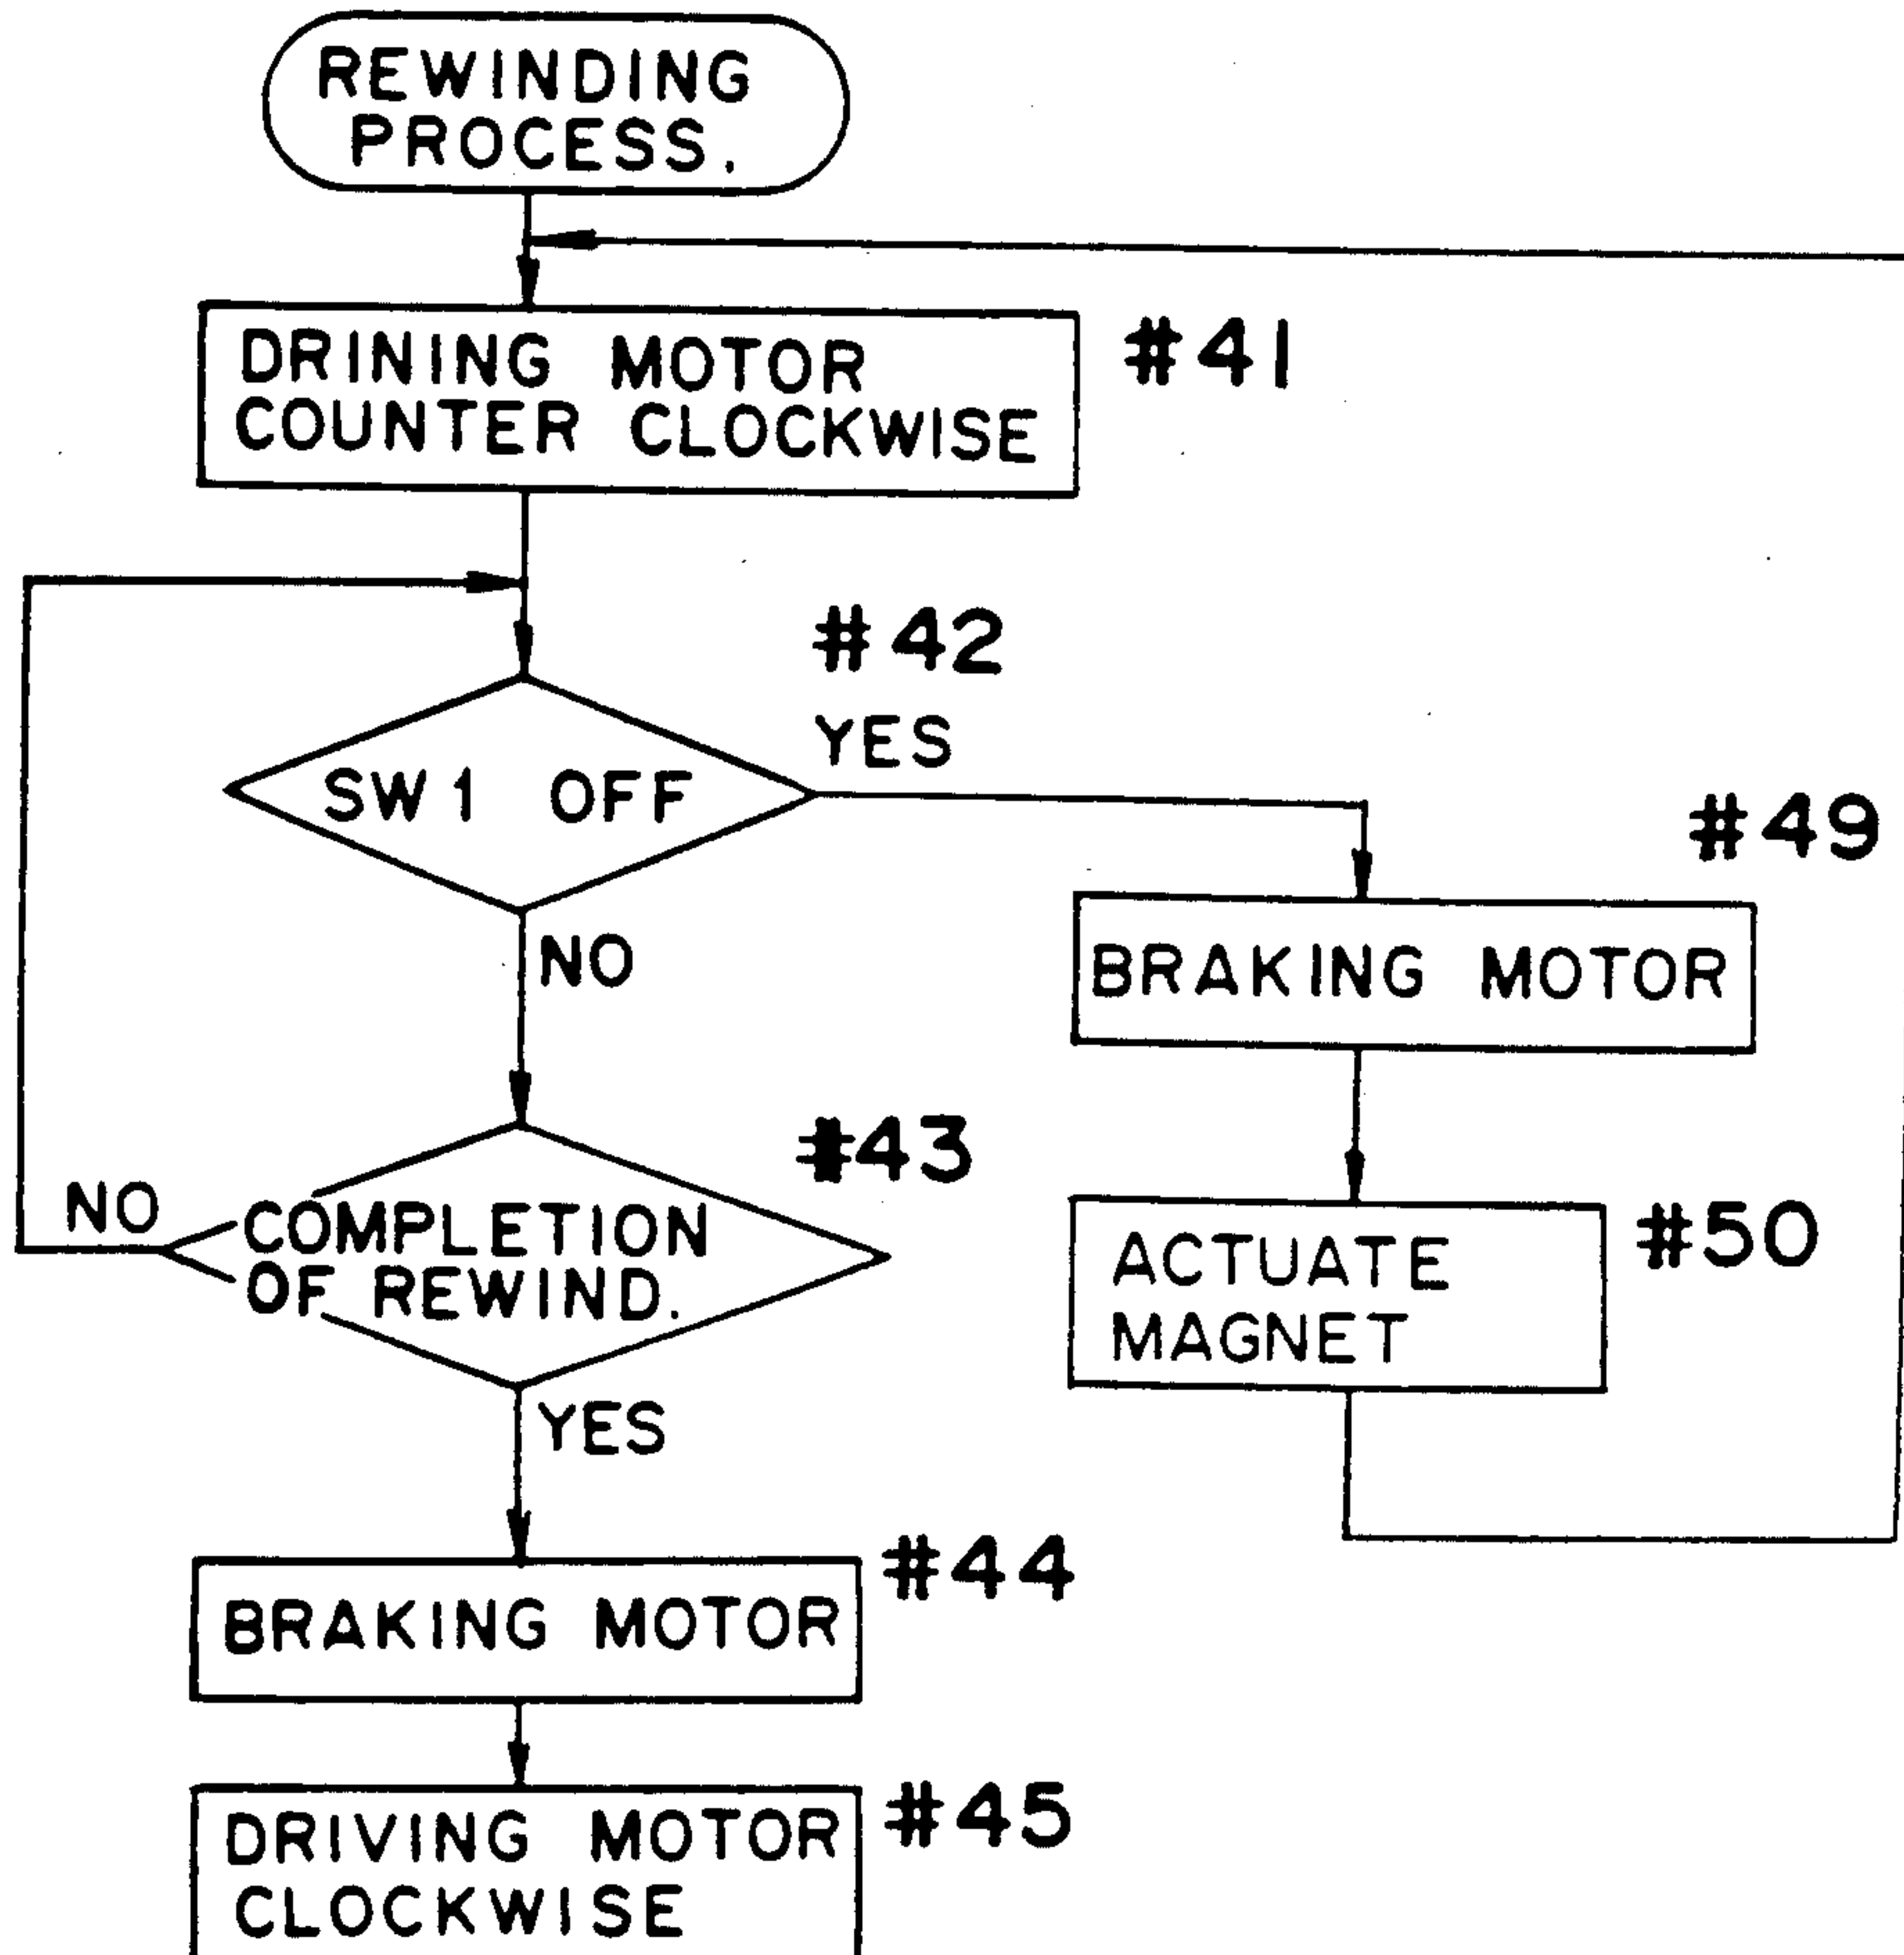 REWINDING
PROCESS.
DRINING MOTOR
COUNTER CLOCKWISE
#41
#42
YES
SW1 OFF
NO
#49
BRAKING MOTOR
#43
NO
COMPLETION
OF REWIND.
YES
#50
ACTUATE
MAGNET
#44
BRAKING MOTOR
#45
DRIVING MOTOR
CLOCKWISE